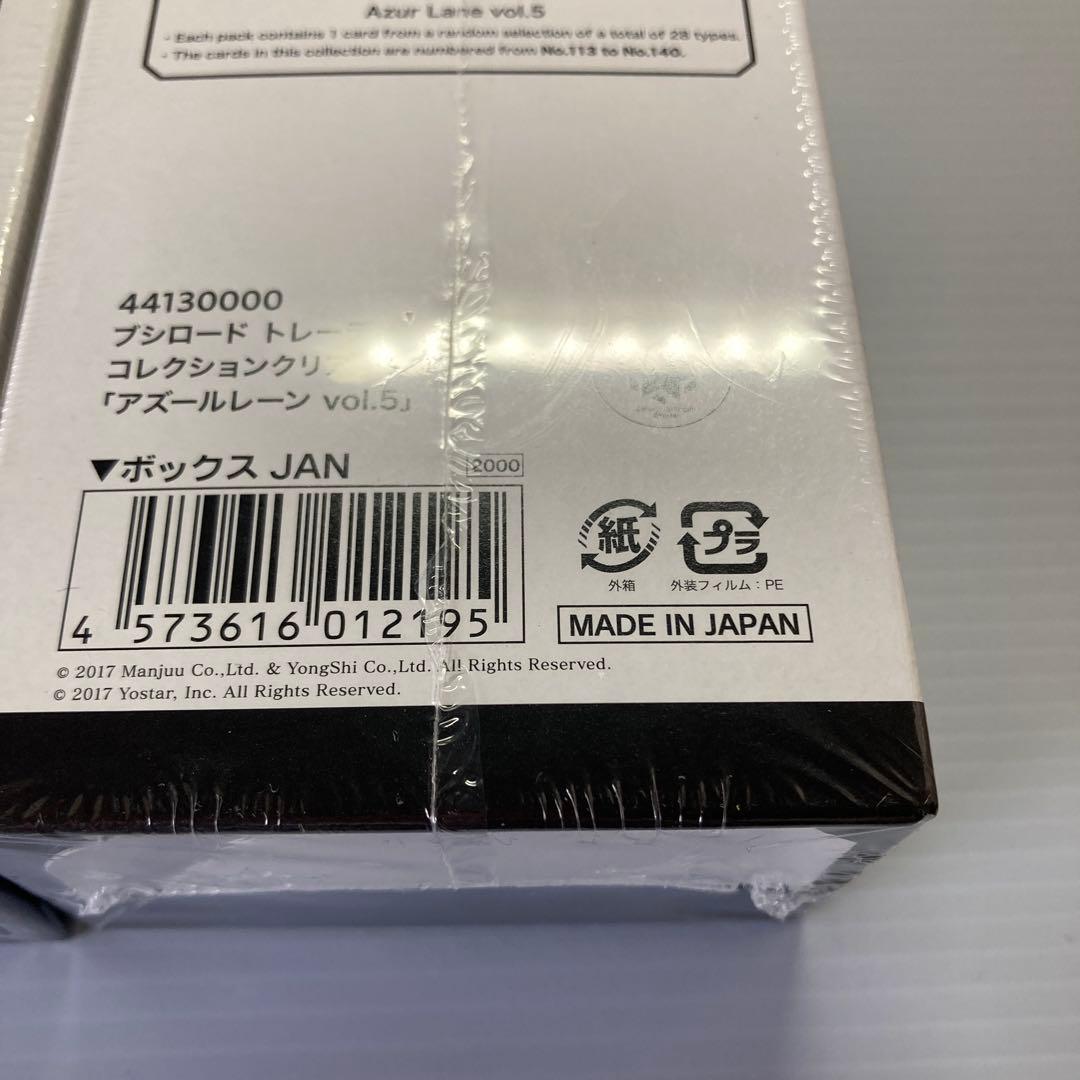 Azur Lane vol.5
- Each pack contains 1 card from a random selection of a total of 28 types.
- The cards in this collection are numbered from No.113 to No.140.
44130000
ブシロード トレー
コレクションクリ
「アズールレーン vol.5」
▼ボックス JAN
2000
4 573616 012195
紙
外箱
プラ
外装フィルム：PE
MADE IN JAPAN
© 2017 Manjuu Co.,Ltd. & YongShi Co.,Ltd. All Rights Reserved.
© 2017 Yostar, Inc. All Rights Reserved.